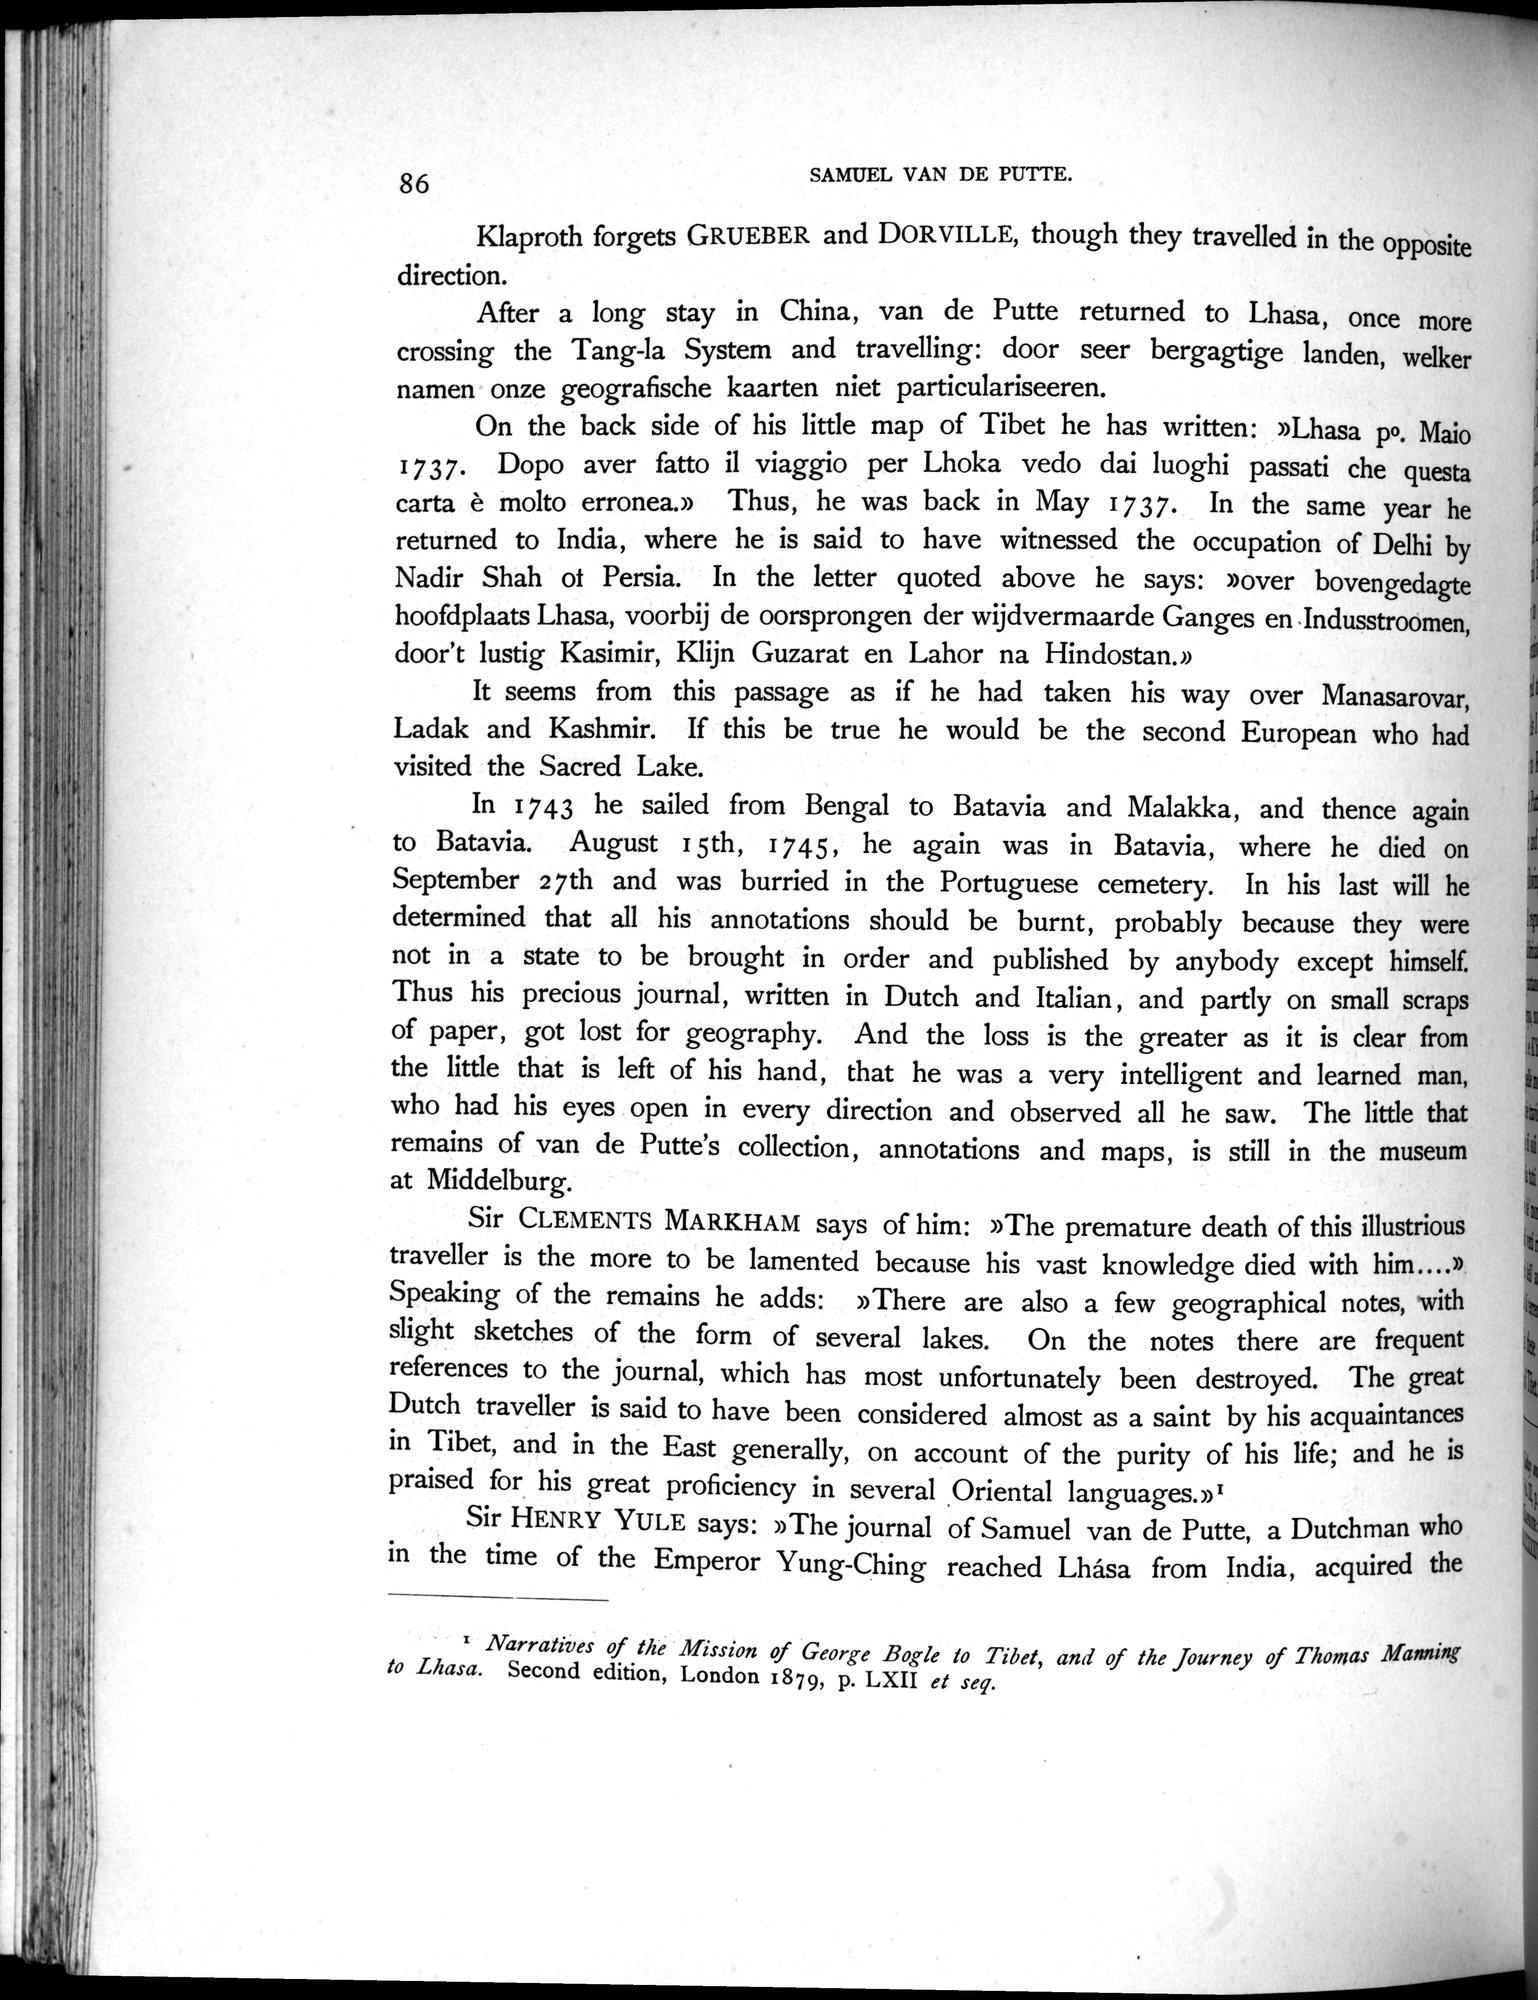 86
SAMUEL VAN DE PUTTE.
Klaproth forgets GRUEBER and DORVILLE, though they travelled in the opposite
direction.
After a long stay in China, van de Putte returned to Lhasa, once more
crossing the Tang-la System and travelling: door seer bergagtige landen, welker
namen onze geografische kaarten niet particulariseeren.
On the back side of his little map of Tibet he has written: »Lhasa pº. Maio
1737. Dopo aver fatto il viaggio per Lhoka vedo dai luoghi passati che questa
carta è molto erronea.» Thus, he was back in May 1737. In the same year he
returned to India, where he is said to have witnessed the occupation of Delhi by
Nadir Shah of Persia. In the letter quoted above he says: »over bovengedagte
hoofdplaats Lhasa, voorbij de oorsprongen der wijdvermaarde Ganges en Indusstroomen,
door't lustig Kasimir, Klijn Guzarat en Lahor na Hindostan.»
It seems from this passage as if he had taken his way over Manasarovar,
Ladak and Kashmir. If this be true he would be the second European who had
visited the Sacred Lake.
In 1743 he sailed from Bengal to Batavia and Malakka, and thence again
to Batavia. August 15th, 1745, he again was in Batavia, where he died on
September 27th and was burried in the Portuguese cemetery. In his last will he
determined that all his annotations should be burnt, probably because they were
not in a state to be brought in order and published by anybody except himself.
Thus his precious journal, written in Dutch and Italian, and partly on small scraps
of paper, got lost for geography. And the loss is the greater as it is clear from
the little that is left of his hand, that he was a very intelligent and learned man,
who had his eyes open in every direction and observed all he saw. The little that
remains of van de Putte's collection, annotations and maps, is still in the museum
at Middelburg.
Sir CLEMENTS MARKHAM says of him: »The premature death of this illustrious
traveller is the more to be lamented because his vast knowledge died with him....»
Speaking of the remains he adds: »There are also a few geographical notes, with
slight sketches of the form of several lakes. On the notes there are frequent
references to the journal, which has most unfortunately been destroyed. The great
Dutch traveller is said to have been considered almost as a saint by his acquaintances
in Tibet, and in the East generally, on account of the purity of his life; and he is
praised for his great proficiency in several Oriental languages.»¹
Sir HENRY YULE says: »The journal of Samuel van de Putte, a Dutchman who
in the time of the Emperor Yung-Ching reached Lhása from India, acquired the
¹ Narratives of the Mission of George Bogle to Tibet, and of the Journey of Thomas Manning
to Lhasa. Second edition, London 1879, p. LXII et seq.